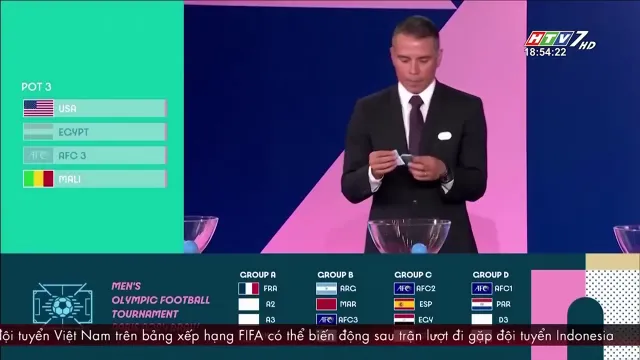 HTV7 HD
18:54:22
POT 3
USA
EGYPT
AFC 3
MALI
MEN'S
OLYMPIC FOOTBALL
TOURNAMENT
GROUP A
FRA
A2
A3
GROUP B
ARG
MAR
AFC3
GROUP C
AFC2
ESP
EGY
GROUP D
AFC1
PAR
D3
đội tuyển Việt Nam trên bảng xếp hạng FIFA có thể biến động sau trận lượt đi gặp đội tuyển Indonesia